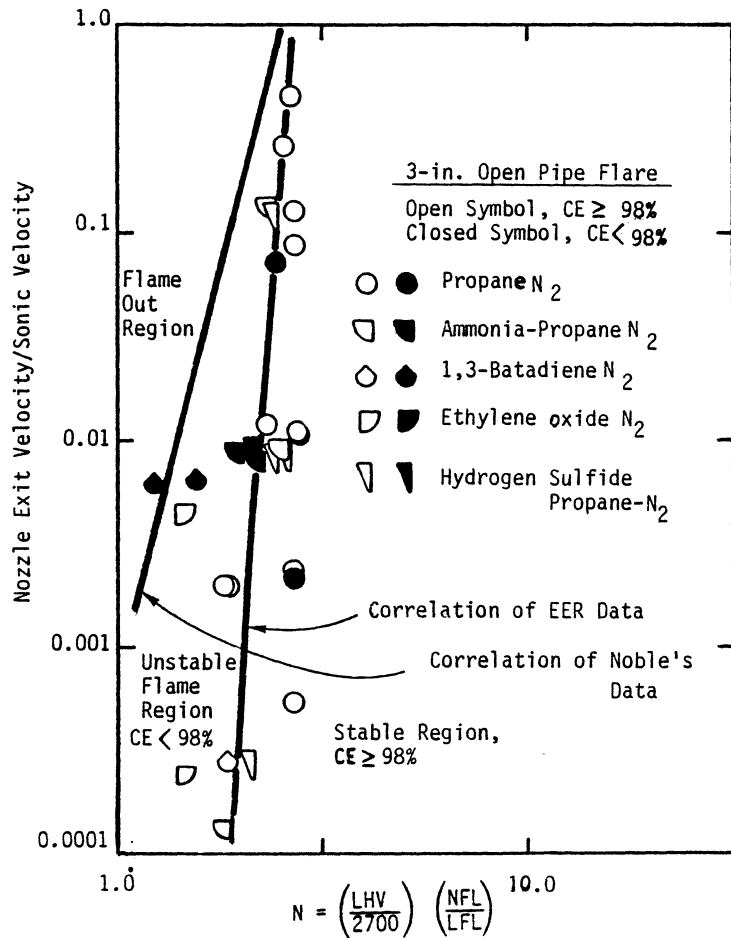 1.0
0.1
0.01
0.001
0.0001
Nozzle Exit Velocity/Sonic Velocity
Flame
Out
Region
3-in. Open Pipe Flare
Open Symbol, CE ≥ 98%
Closed Symbol, CE < 98%
Propane N2
Ammonia-Propane N2
1,3-Batadiene N2
Ethylene oxide N2
Hydrogen Sulfide
Propane-N2
Correlation of EER Data
Correlation of Noble's
Data
Unstable
Flame
Region
CE < 98%
Stable Region,
CE ≥ 98%
1.0
10.0
N = (LHV/2700) (NFL/LFL)